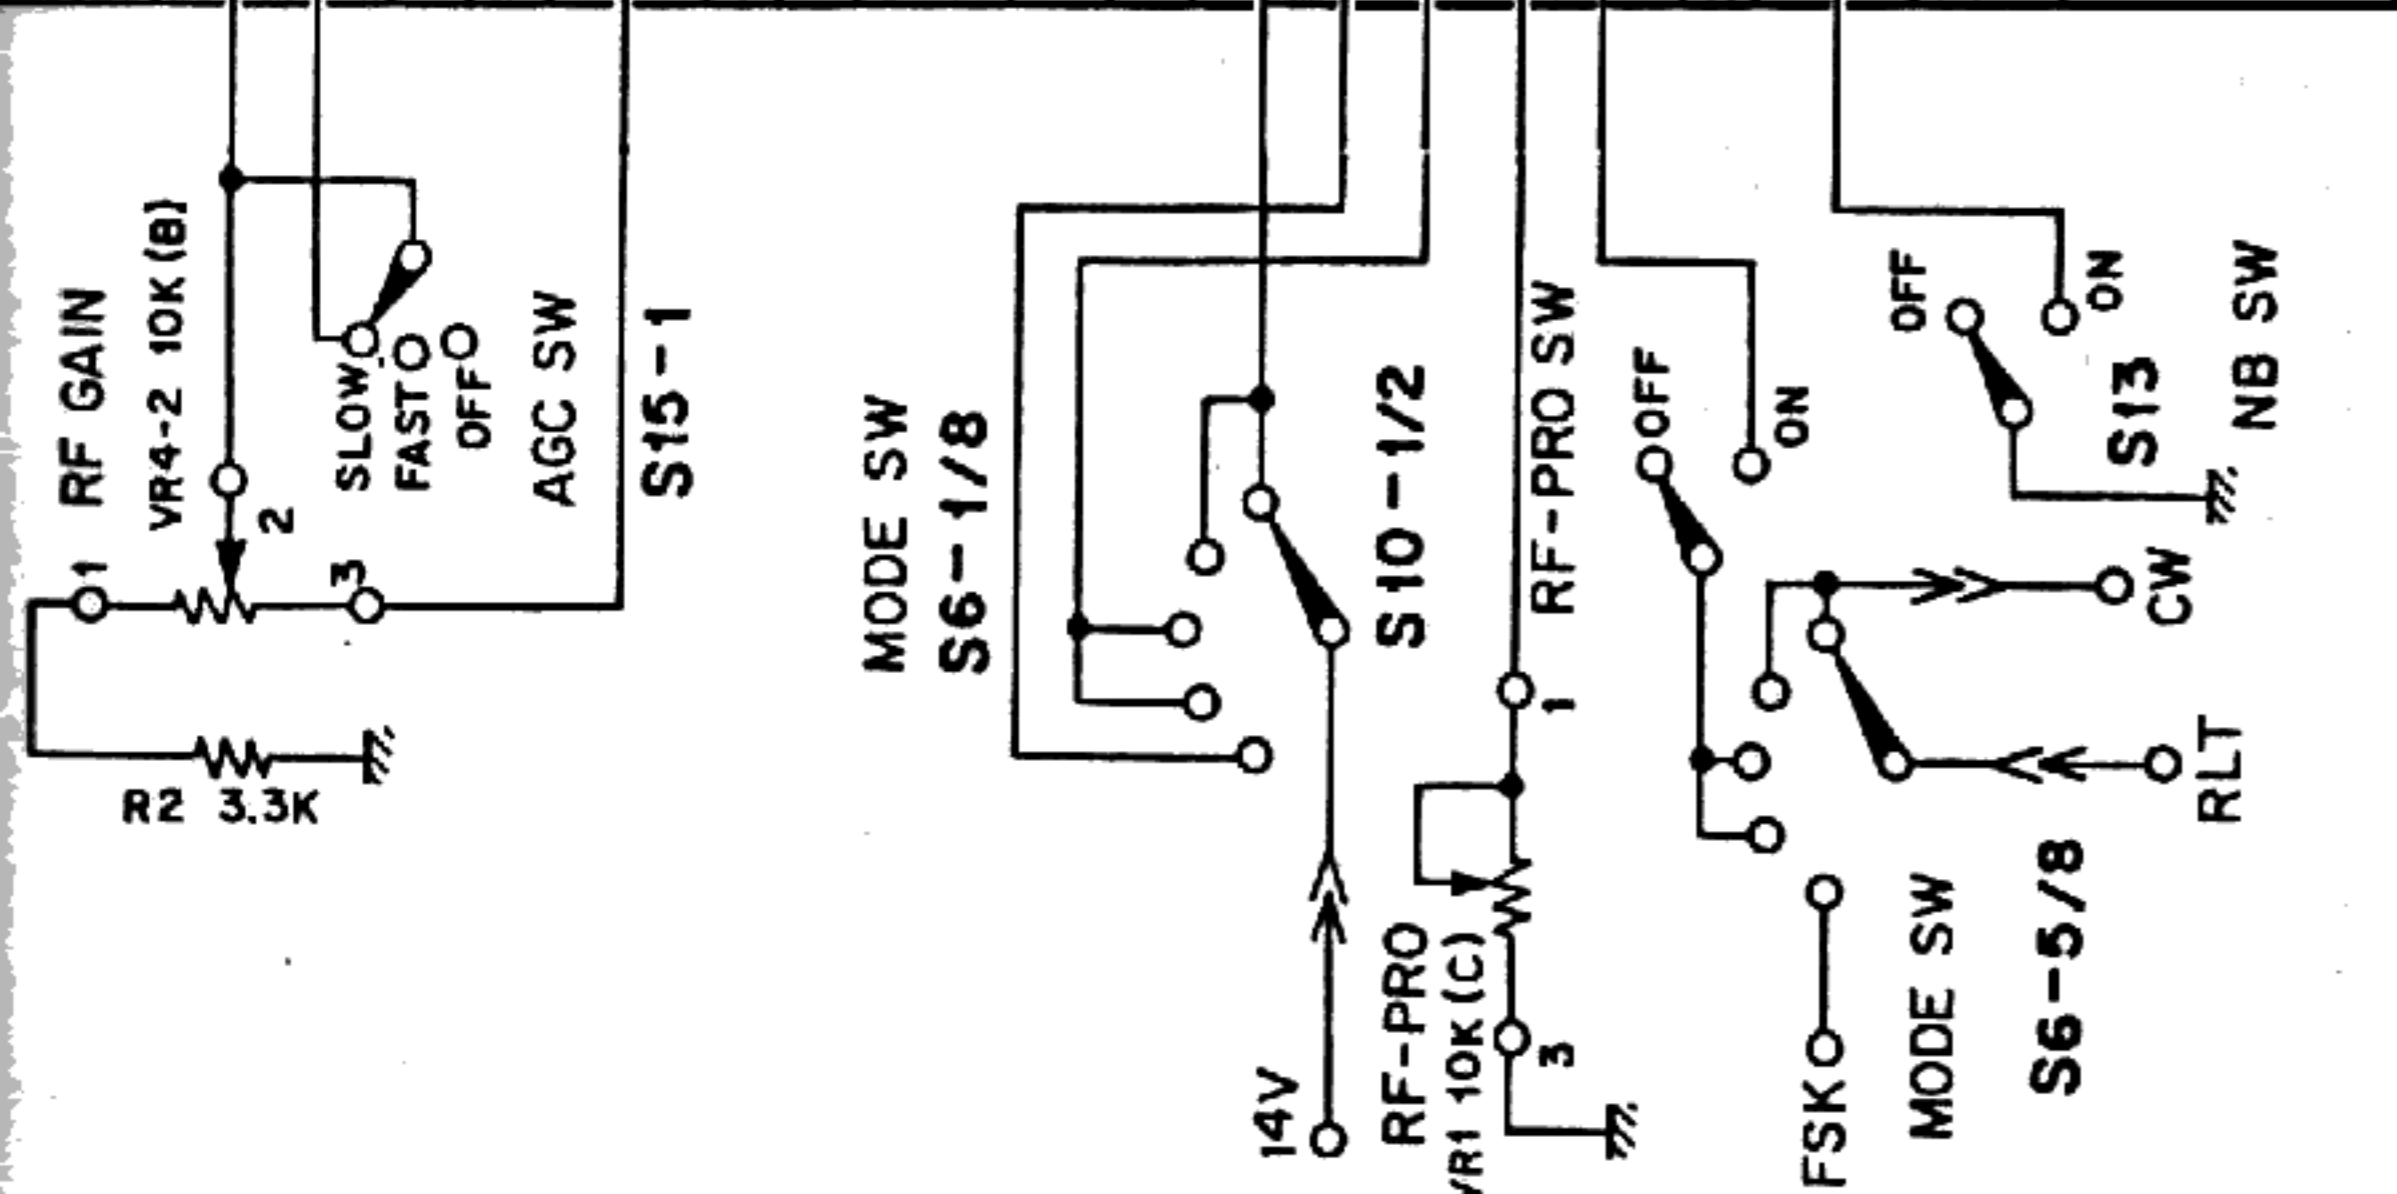 RF GAIN
VR4-2 10K (B)
1
2
3
R2 3.3K
SLOW
FAST
OFF
AGC SW
S15-1
MODE SW
S6-1/8
14V
S10-1/2
RF-PRO SW
RF-PRO
VR1 10K (C)
1
3
OFF
ON
OFF
ON
S13
NB SW
CW
RLT
FSK
MODE SW
S6-5/8